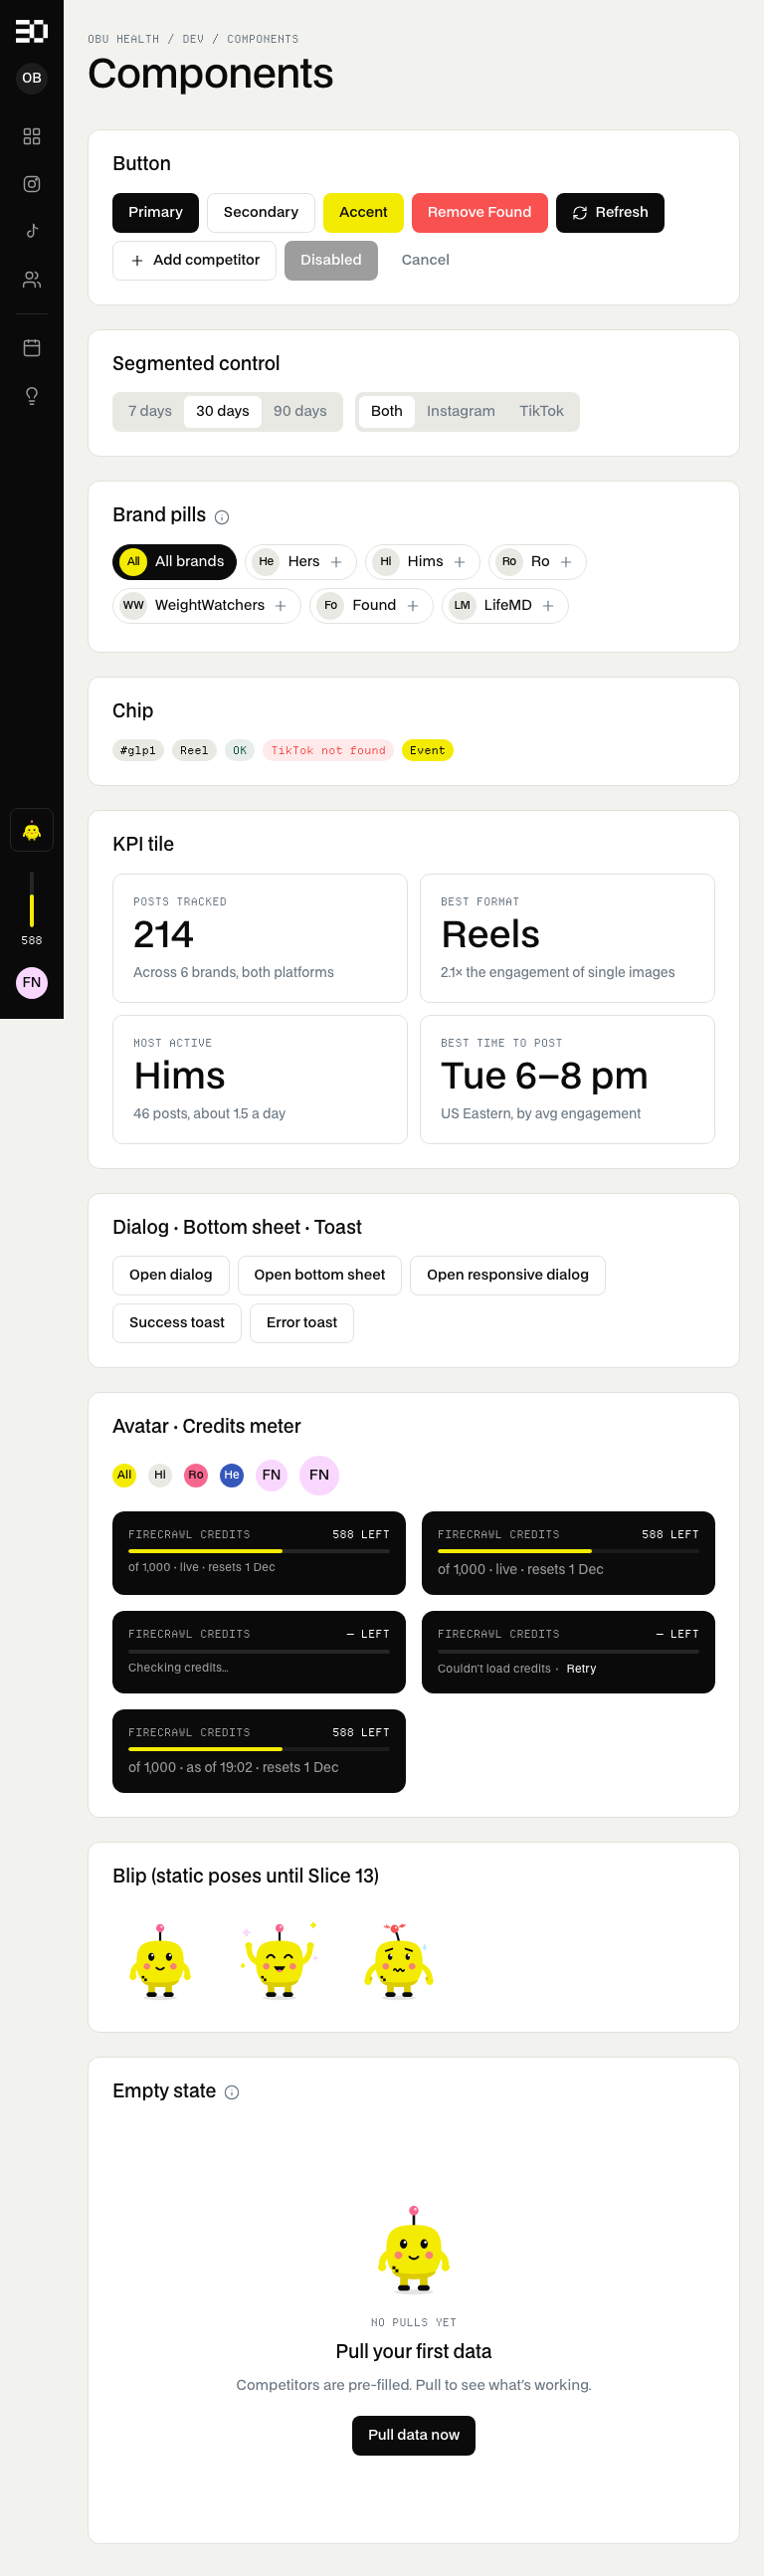 OB
588
FN
OBU HEALTH / DEV / COMPONENTS
Components
Button
Primary Secondary Accent Remove Found Refresh
Add competitor Disabled Cancel
Segmented control
7 days 30 days 90 days Both Instagram TikTok
Brand pills
All All brands He Hers Hi Hims Ro Ro
WW WeightWatchers Fo Found LM LifeMD
Chip
#glp1 Reel OK TikTok not found Event
KPI tile
POSTS TRACKED
214
Across 6 brands, both platforms
BEST FORMAT
Reels
2.1× the engagement of single images
MOST ACTIVE
Hims
46 posts, about 1.5 a day
BEST TIME TO POST
Tue 6–8 pm
US Eastern, by avg engagement
Dialog · Bottom sheet · Toast
Open dialog Open bottom sheet Open responsive dialog
Success toast Error toast
Avatar · Credits meter
All Hi Ro He FN FN
FIRECRAWL CREDITS 588 LEFT
of 1,000 · live · resets 1 Dec
FIRECRAWL CREDITS 588 LEFT
of 1,000 · live · resets 1 Dec
FIRECRAWL CREDITS – LEFT
Checking credits…
FIRECRAWL CREDITS – LEFT
Couldn't load credits · Retry
FIRECRAWL CREDITS 588 LEFT
of 1,000 · as of 19:02 · resets 1 Dec
Blip (static poses until Slice 13)
Empty state
NO PULLS YET
Pull your first data
Competitors are pre-filled. Pull to see what's working.
Pull data now